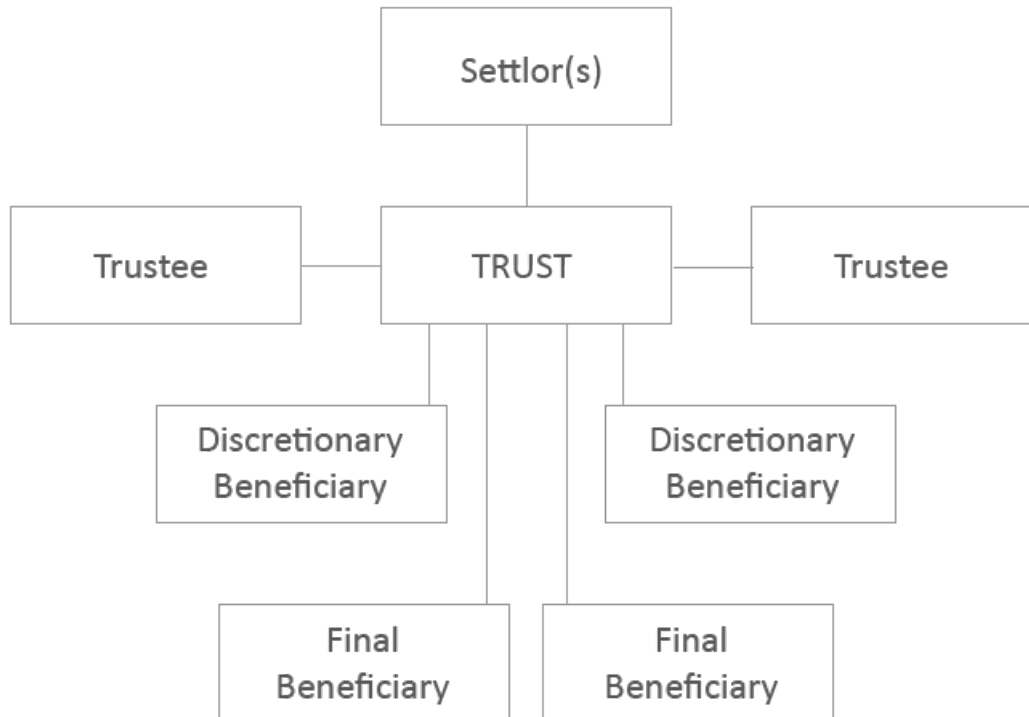 Settlor(s)
Trustee
TRUST
Trustee
Discretionary
Beneficiary
Discretionary
Beneficiary
Final
Beneficiary
Final
Beneficiary